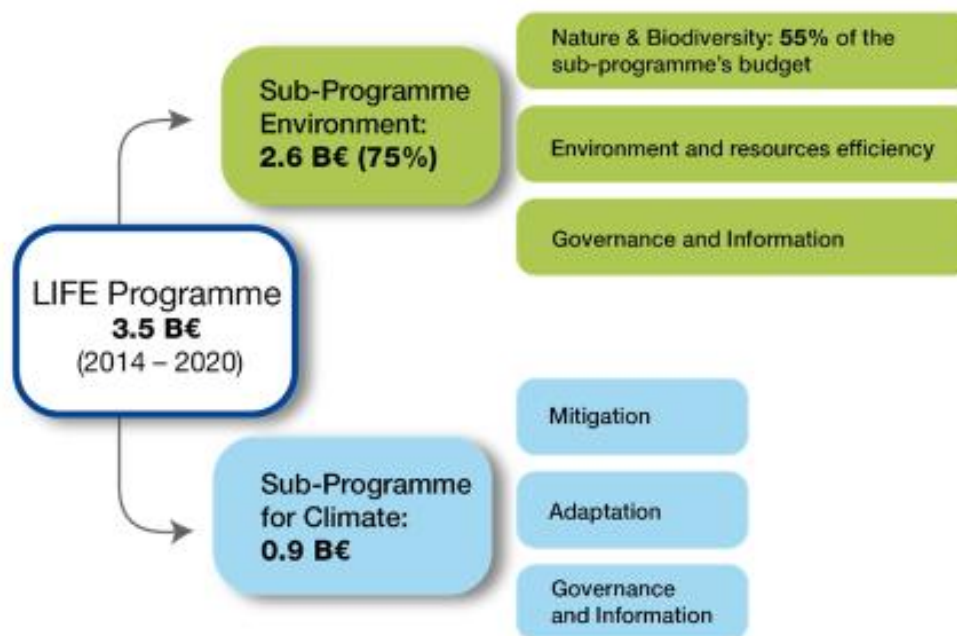 LIFE Programme
3.5 B€
(2014 – 2020)
Sub-Programme
Environment:
2.6 B€ (75%)
Nature & Biodiversity: 55% of the
sub-programme's budget
Environment and resources efficiency
Governance and Information
Sub-Programme
for Climate:
0.9 B€
Mitigation
Adaptation
Governance
and Information